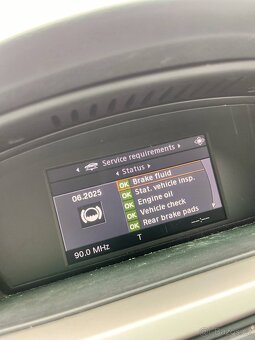 Service requirements
Status
06.2025
OK Brake fluid
OK Stat. vehicle insp.
OK Engine oil
OK Vehicle check
OK Rear brake pads
90.0 MHz
T